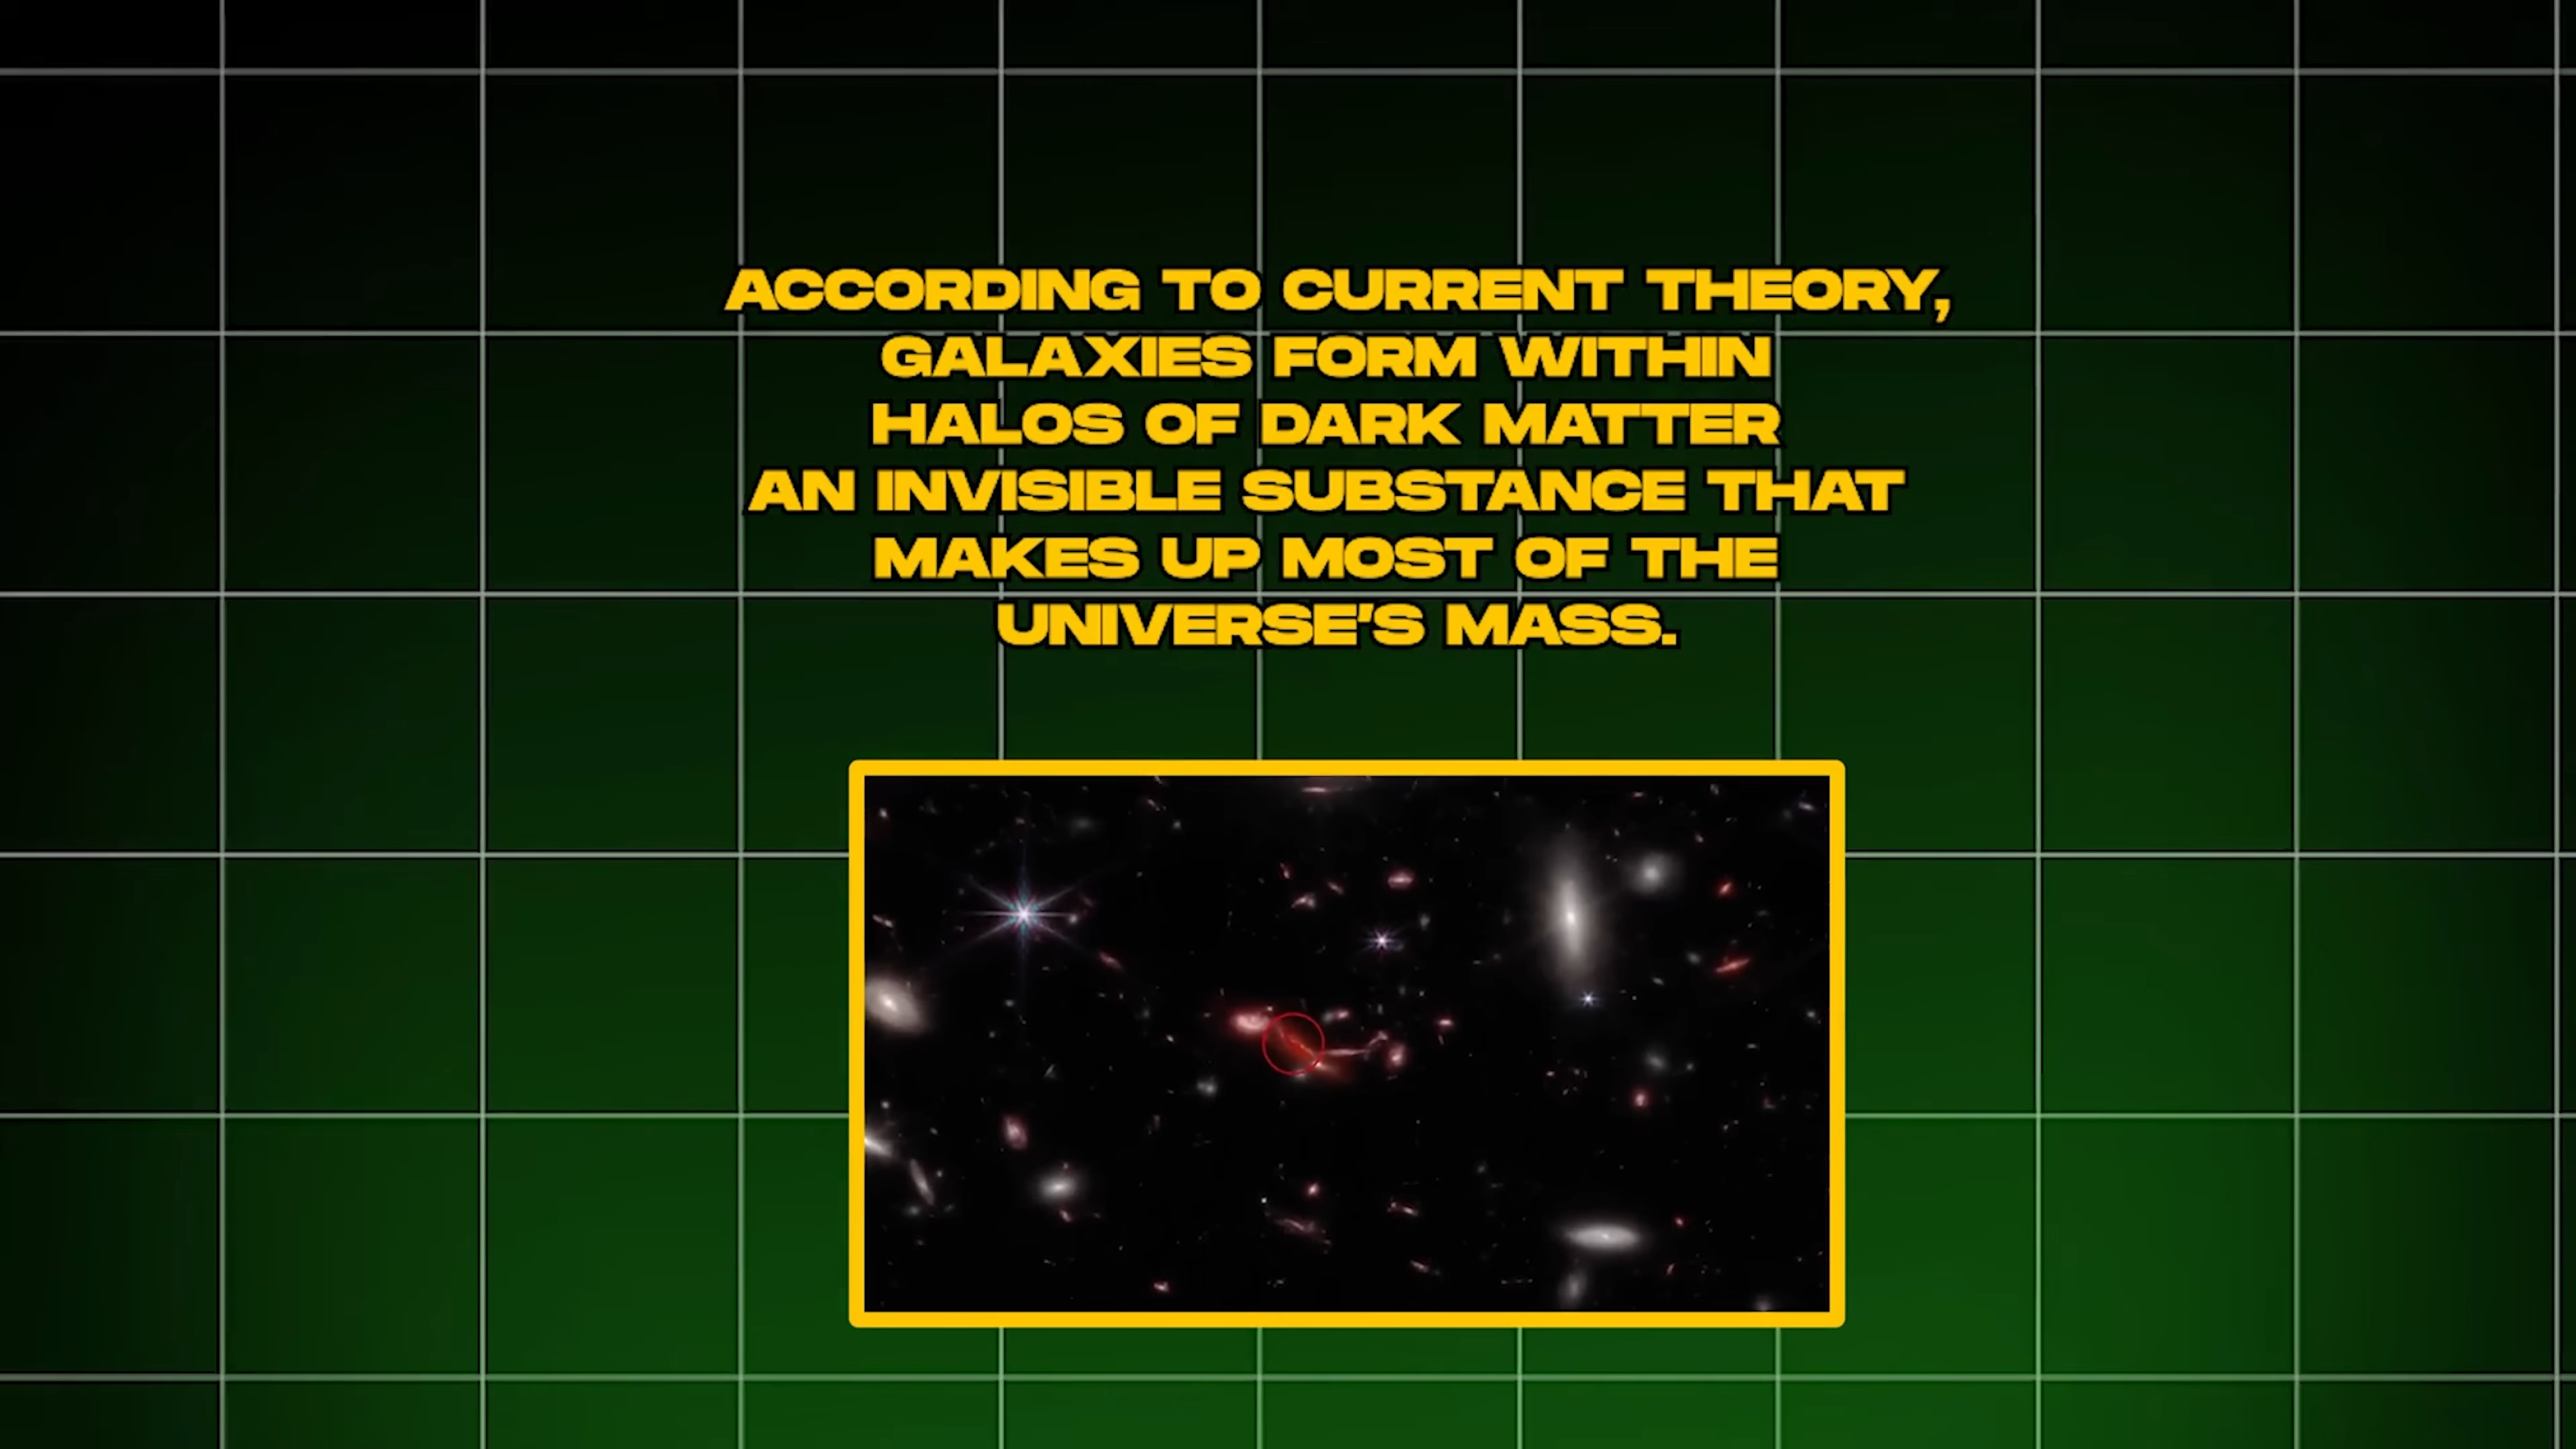 ACCORDING TO CURRENT THEORY,
GALAXIES FORM WITHIN
HALOS OF DARK MATTER
AN INVISIBLE SUBSTANCE THAT
MAKES UP MOST OF THE
UNIVERSE'S MASS.